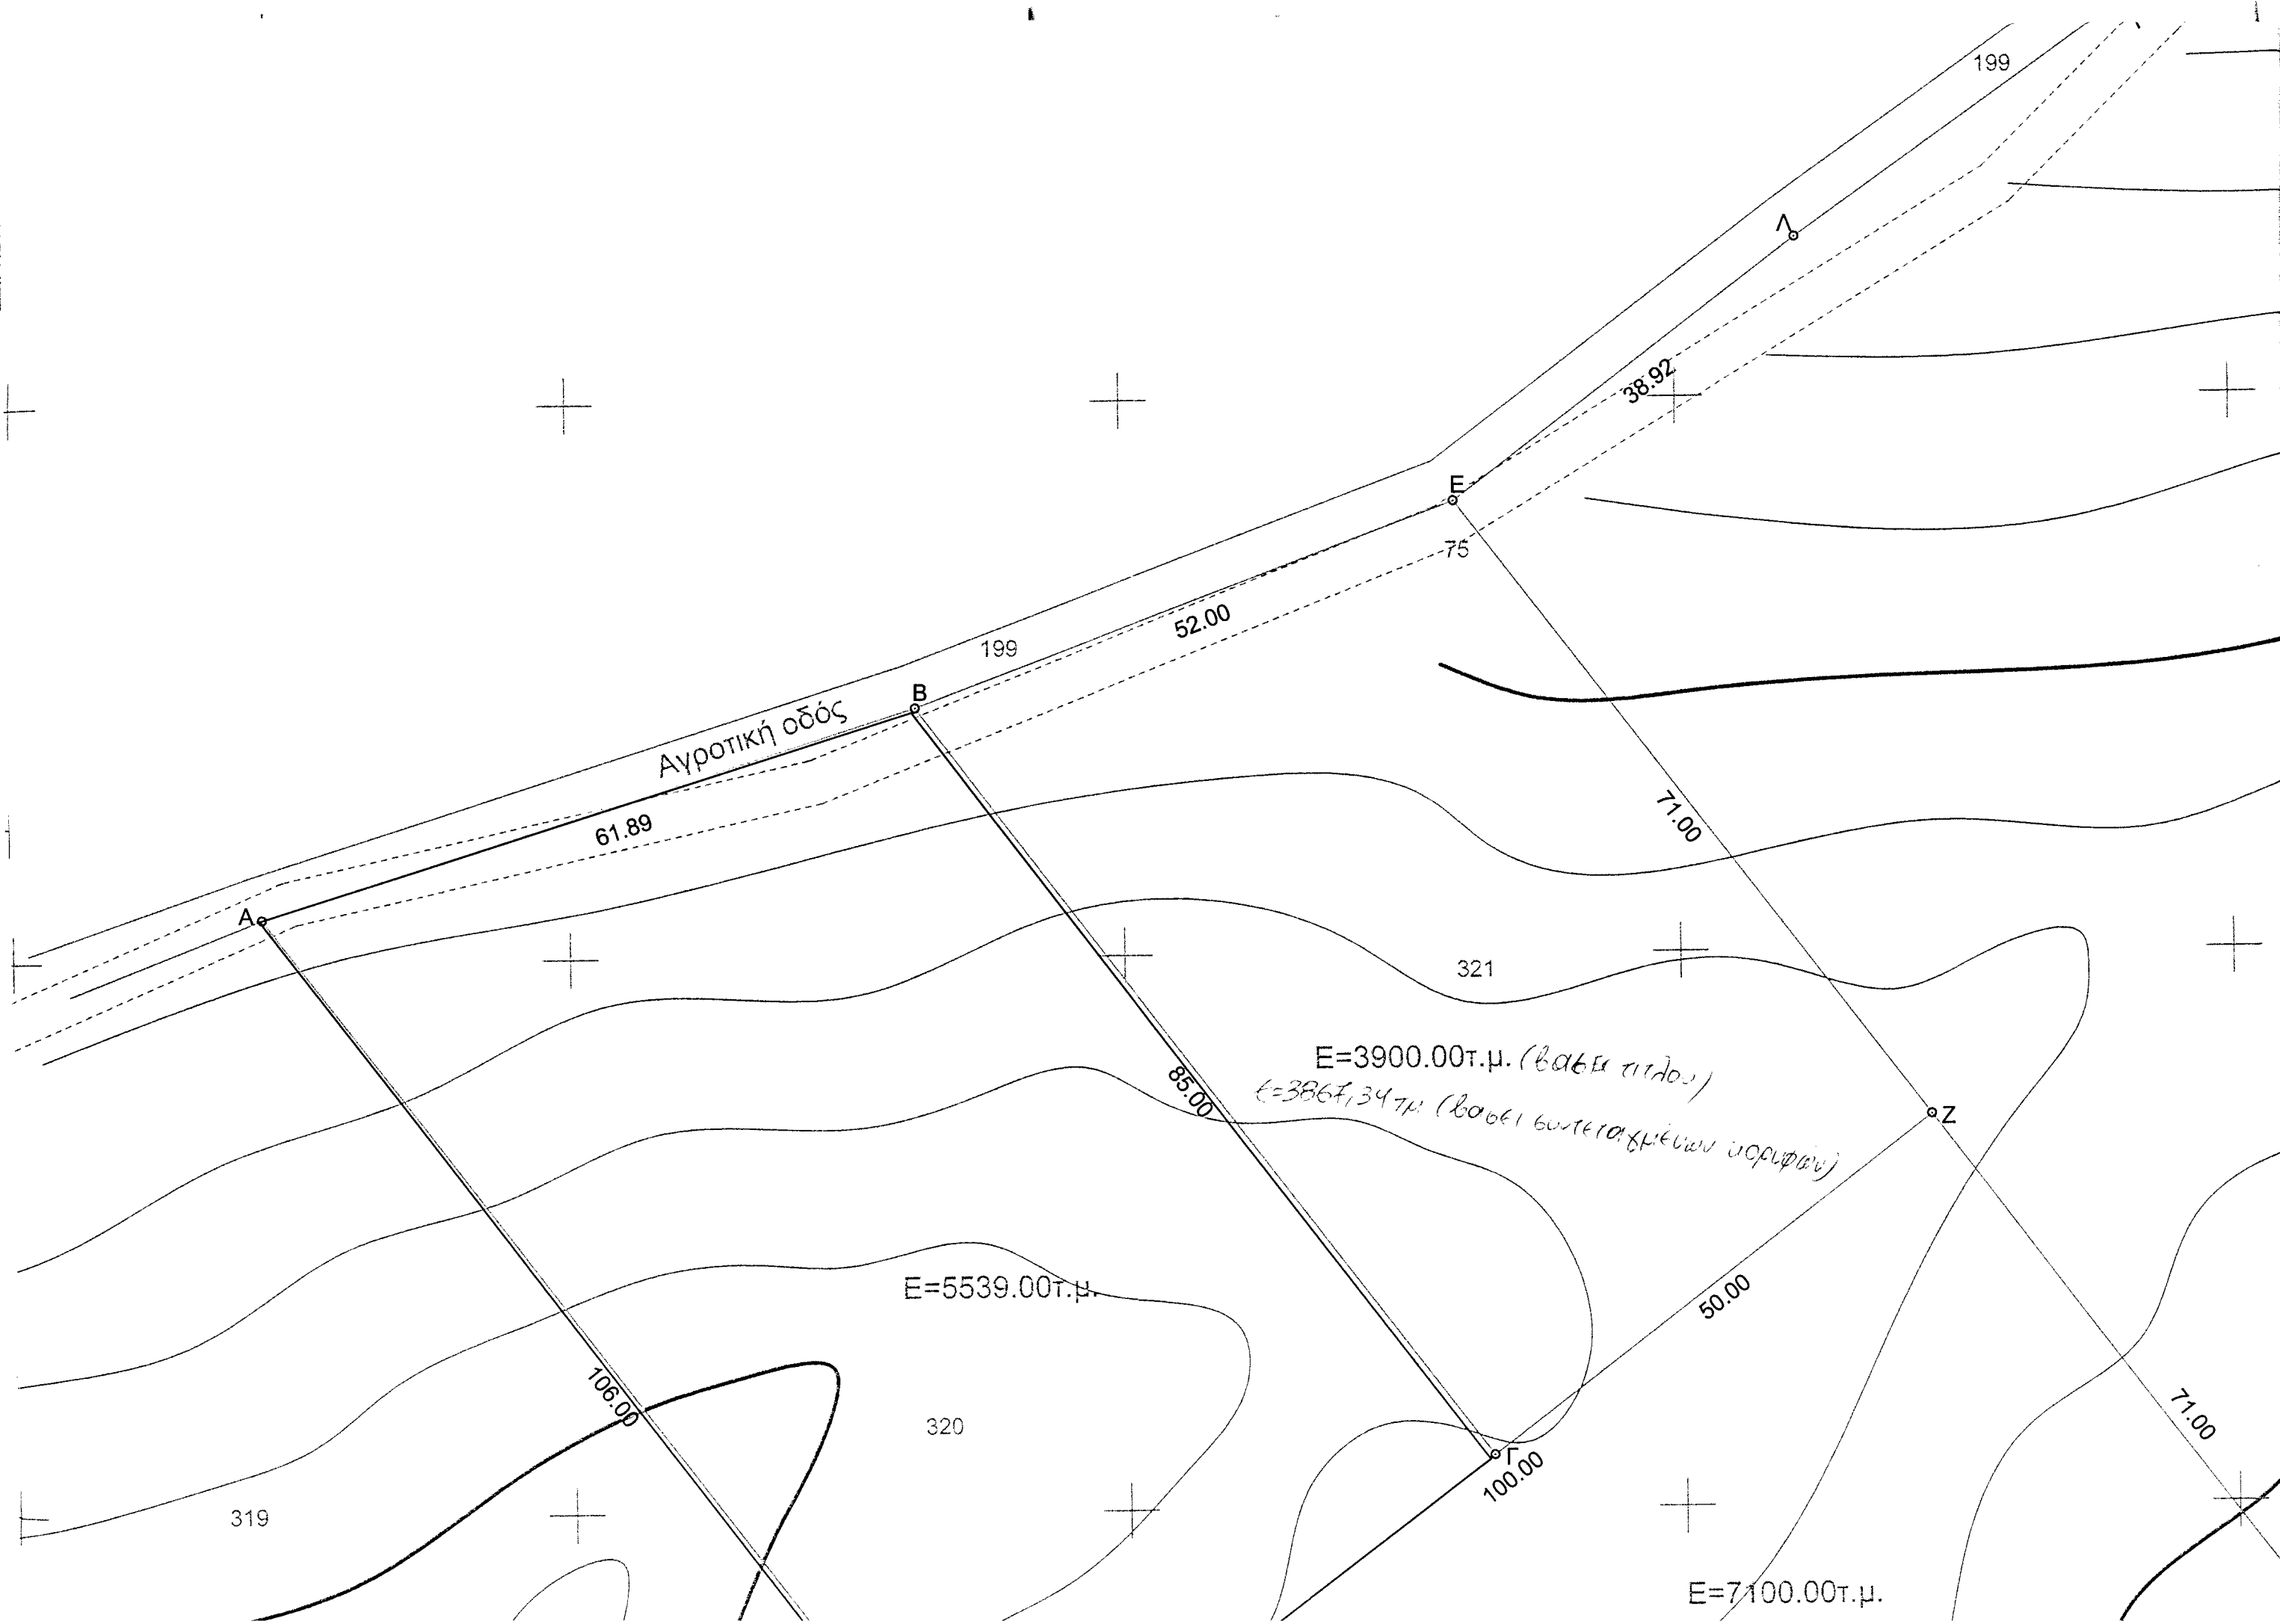 199
Λ
38.92
Ε
75
52.00
199
Β
Αγροτική οδός
61.89
71.00
Α
321
Ε=3900.00τ.μ. (βάσει τίτλου)
Ε=3867,34 τμ (βάσει συντεταγμένων κορυφών)
85.00
Ζ
Ε=5539.00τ.μ.
50.00
106.00
71.00
320
Γ
100.00
319
Ε=7100.00τ.μ.